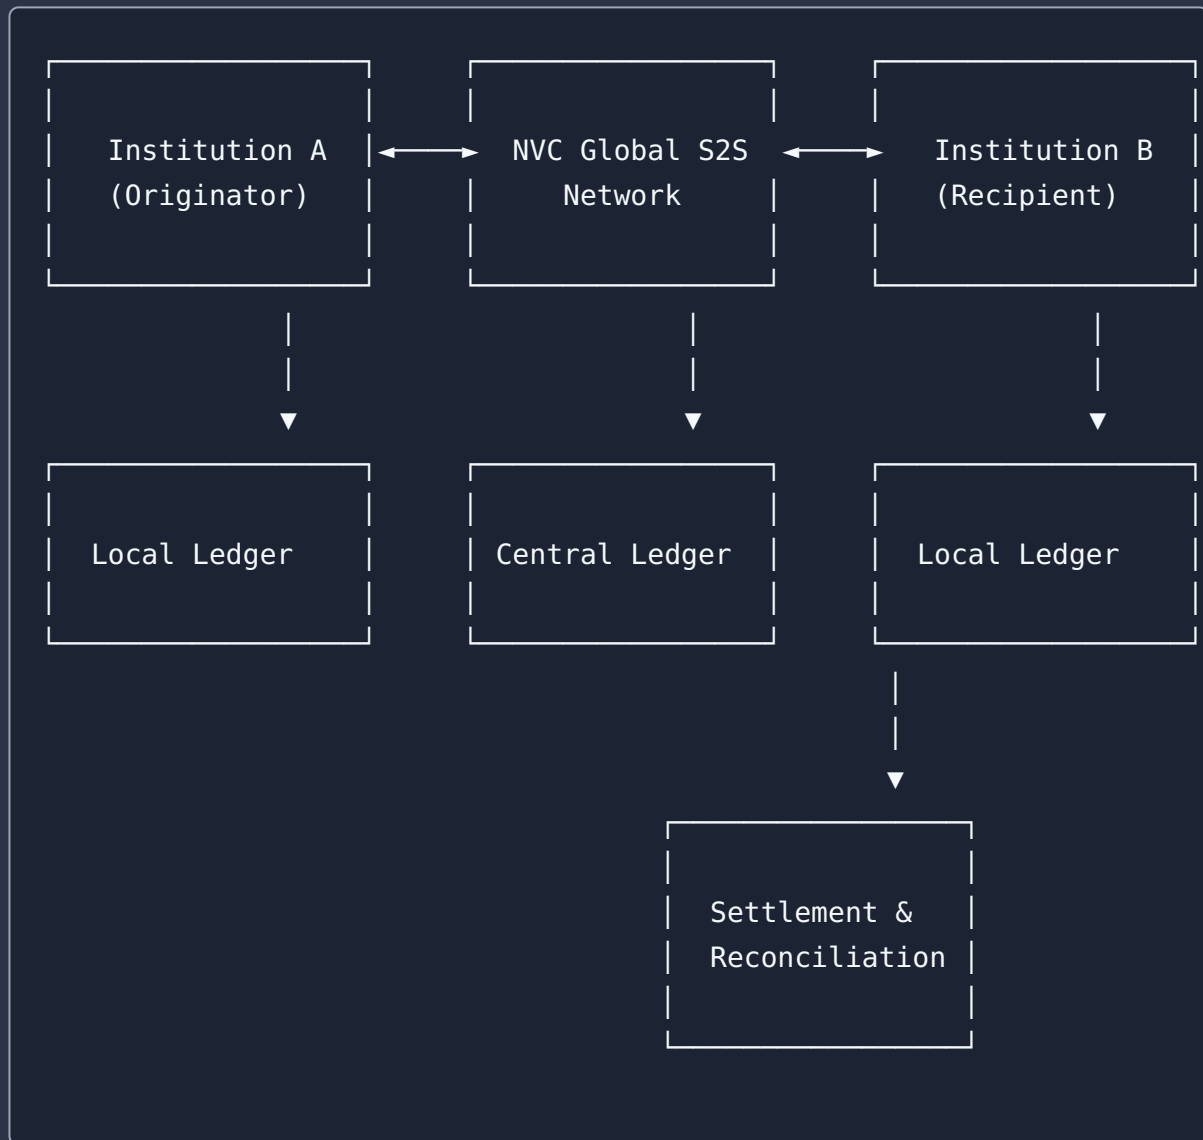 Institution A
(Originator)
NVC Global S2S
Network
Institution B
(Recipient)
Local Ledger
Central Ledger
Local Ledger
Settlement &
Reconciliation